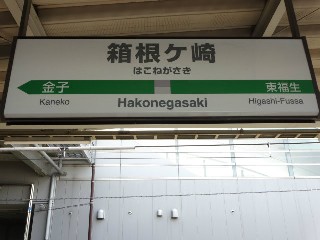 箱根ケ崎
はこねがさき
金子
東福生
Kaneko
Hakonegasaki
Higashi-Fussa